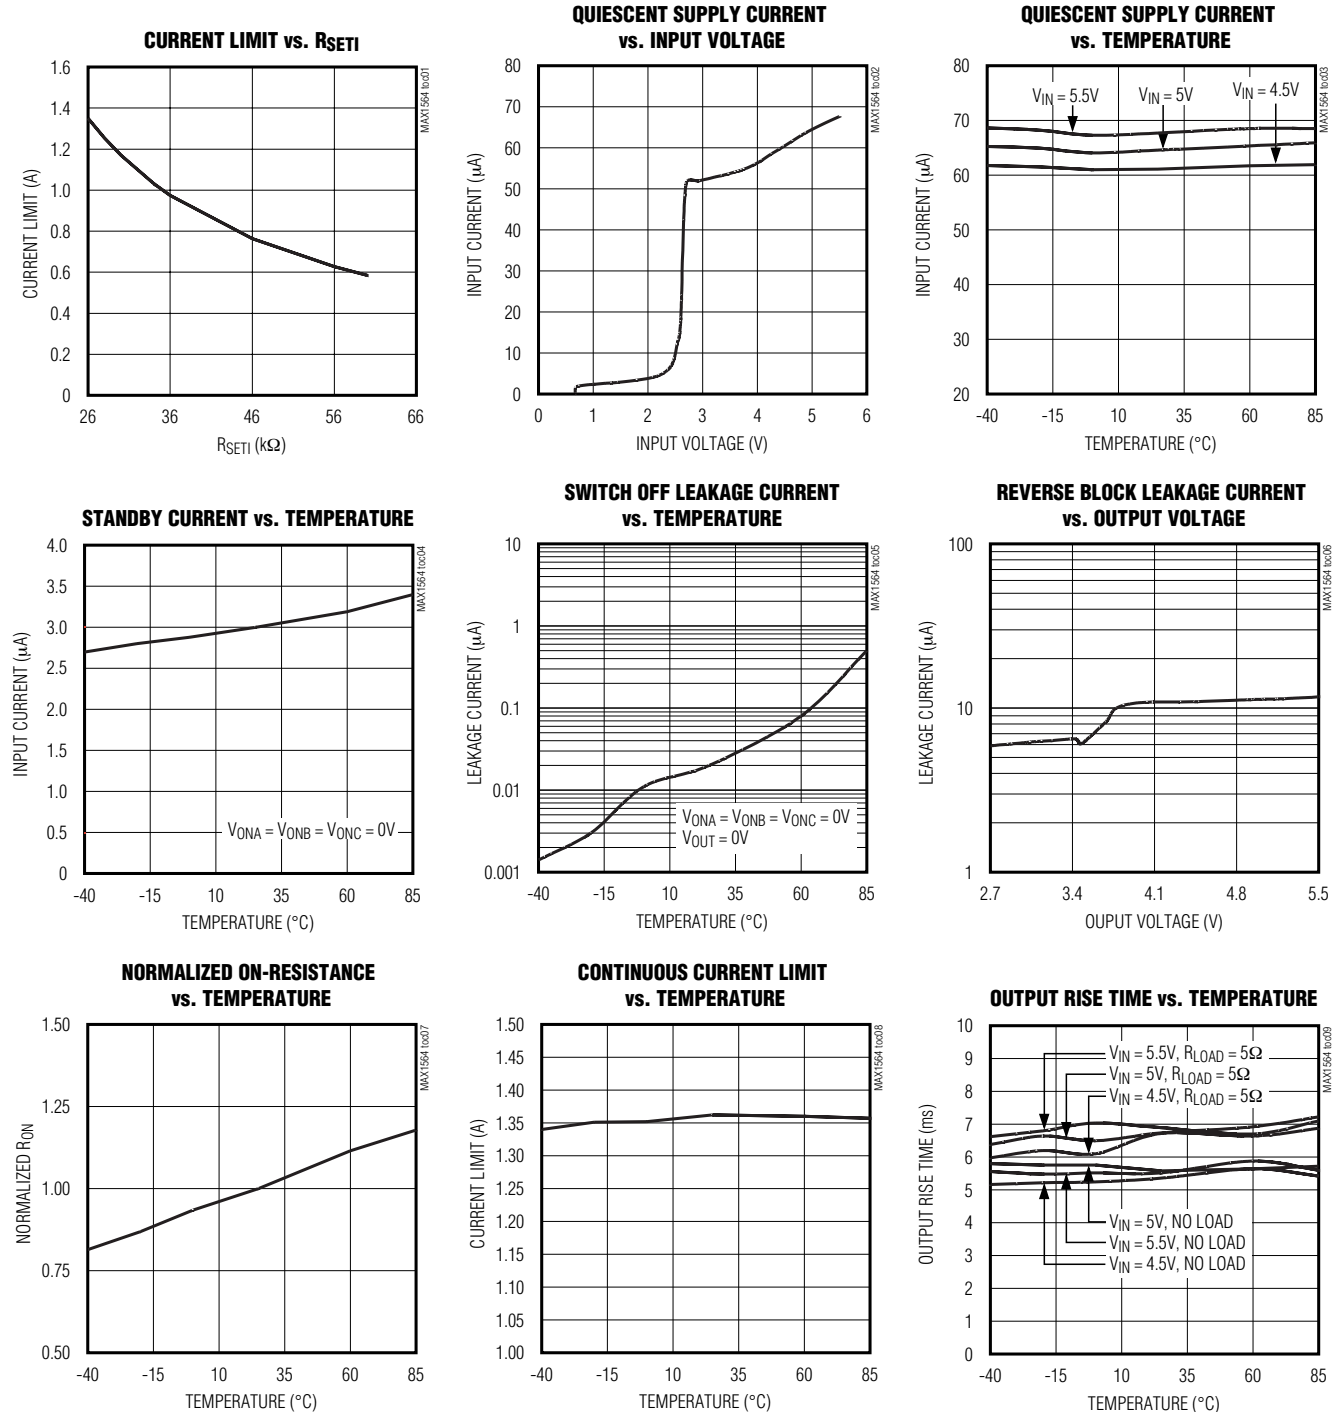 CURRENT LIMIT vs. RSETI
MAX1564 toc01
CURRENT LIMIT (A)
1.6
1.4
1.2
1.0
0.8
0.6
0.4
0.2
0
26 36 46 56 66
RSETI (kΩ)
QUIESCENT SUPPLY CURRENT
vs. INPUT VOLTAGE
MAX1564 toc02
INPUT CURRENT (µA)
80
70
60
50
40
30
20
10
0
0 1 2 3 4 5 6
INPUT VOLTAGE (V)
QUIESCENT SUPPLY CURRENT
vs. TEMPERATURE
MAX1564 toc03
INPUT CURRENT (µA)
80
70
60
50
40
30
20
VIN = 5.5V VIN = 5V VIN = 4.5V
-40 -15 10 35 60 85
TEMPERATURE (°C)
STANDBY CURRENT vs. TEMPERATURE
MAX1564 toc04
INPUT CURRENT (µA)
4.0
3.5
3.0
2.5
2.0
1.5
1.0
0.5
0
VONA = VONB = VONC = 0V
-40 -15 10 35 60 85
TEMPERATURE (°C)
SWITCH OFF LEAKAGE CURRENT
vs. TEMPERATURE
MAX1564 toc05
LEAKAGE CURRENT (µA)
10
1
0.1
0.01
0.001
VONA = VONB = VONC = 0V
VOUT = 0V
-40 -15 10 35 60 85
TEMPERATURE (°C)
REVERSE BLOCK LEAKAGE CURRENT
vs. OUTPUT VOLTAGE
MAX1564 toc06
LEAKAGE CURRENT (µA)
100
10
1
2.7 3.4 4.1 4.8 5.5
OUPUT VOLTAGE (V)
NORMALIZED ON-RESISTANCE
vs. TEMPERATURE
MAX1564 toc07
NORMALIZED RON
1.50
1.25
1.00
0.75
0.50
-40 -15 10 35 60 85
TEMPERATURE (°C)
CONTINUOUS CURRENT LIMIT
vs. TEMPERATURE
MAX1564 toc08
CURRENT LIMIT (A)
1.50
1.45
1.40
1.35
1.30
1.25
1.20
1.15
1.10
1.05
1.00
-40 -15 10 35 60 85
TEMPERATURE (°C)
OUTPUT RISE TIME vs. TEMPERATURE
MAX1564 toc09
OUTPUT RISE TIME (ms)
10
9
8
7
6
5
4
3
2
1
0
VIN = 5.5V, RLOAD = 5Ω
VIN = 5V, RLOAD = 5Ω
VIN = 4.5V, RLOAD = 5Ω
VIN = 5V, NO LOAD
VIN = 5.5V, NO LOAD
VIN = 4.5V, NO LOAD
-40 -15 10 35 60 85
TEMPERATURE (°C)